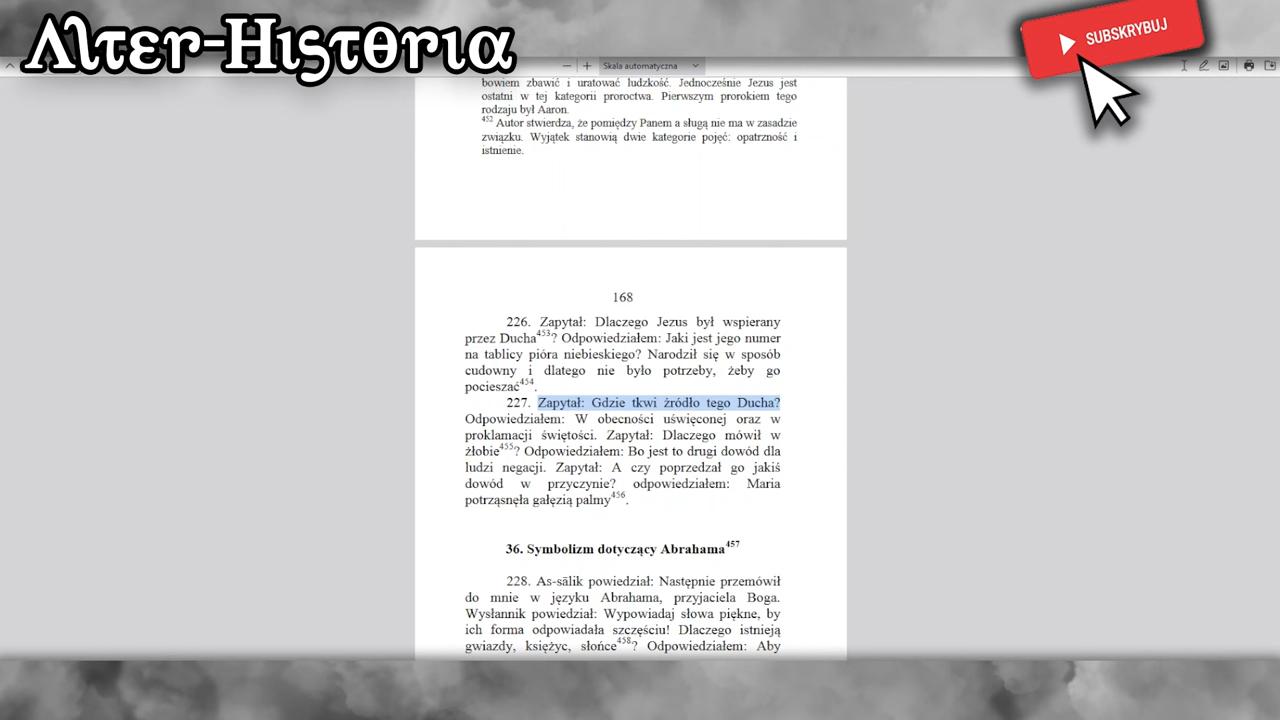 Alter-Historia
SUBSKRYBUJ
Skala automatyczna
bowiem zbawić i uratować ludzkość. Jednocześnie Jezus jest
ostatni w tej kategorii proroctwa. Pierwszym prorokiem tego
rodzaju był Aaron.
452 Autor stwierdza, że pomiędzy Panem a sługą nie ma w zasadzie
związku. Wyjątek stanowią dwie kategorie pojęć: opatrzność i
istnienie.
168
226. Zapytał: Dlaczego Jezus był wspierany
przez Ducha453? Odpowiedziałem: Jaki jest jego numer
na tablicy pióra niebieskiego? Narodził się w sposób
cudowny i dlatego nie było potrzeby, żeby go
pocieszać454.
227. Zapytał: Gdzie tkwi źródło tego Ducha?
Odpowiedziałem: W obecności uświęconej oraz w
proklamacji świętości. Zapytał: Dlaczego mówił w
żłobie455? Odpowiedziałem: Bo jest to drugi dowód dla
ludzi negacji. Zapytał: A czy poprzedzał go jakiś
dowód w przyczynie? odpowiedziałem: Maria
potrząsnęła gałęzią palmy456.
36. Symbolizm dotyczący Abrahama457
228. As-sālik powiedział: Następnie przemówił
do mnie w języku Abrahama, przyjaciela Boga.
Wysłannik powiedział: Wypowiadaj słowa piękne, by
ich forma odpowiadała szczęściu! Dlaczego istnieją
gwiazdy, księżyc, słońce458? Odpowiedziałem: Aby